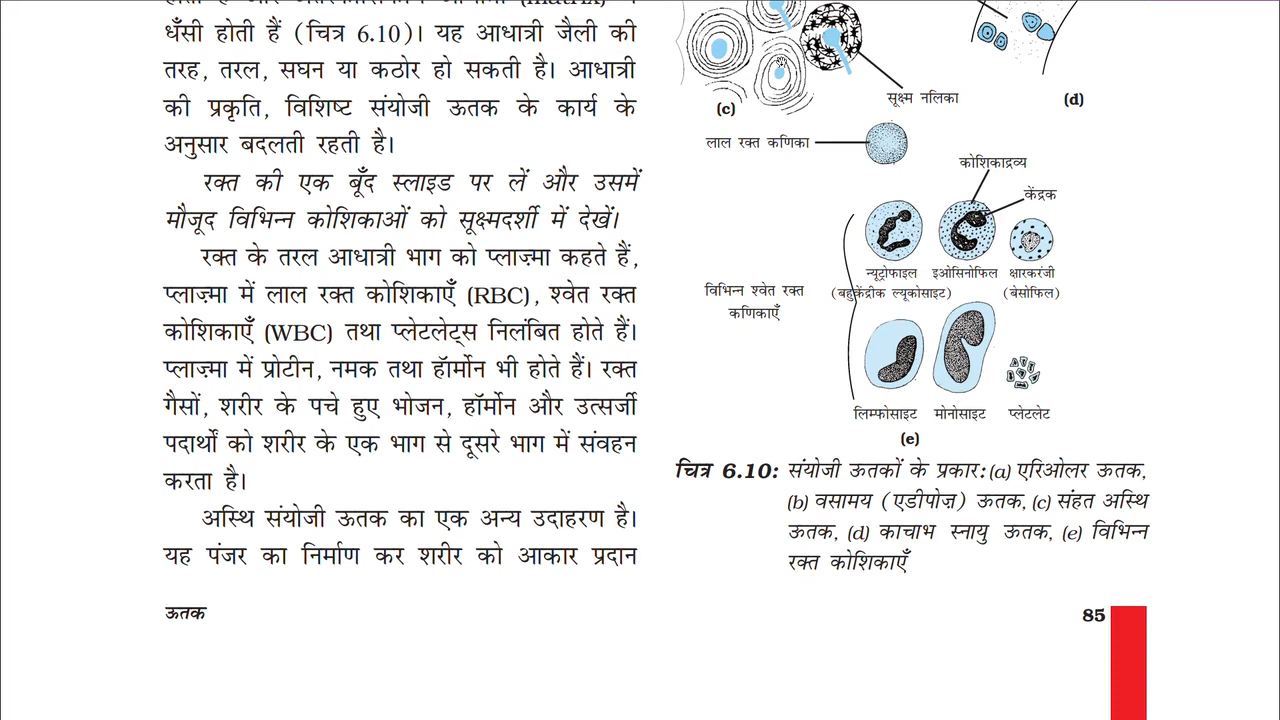 धँसी होती हैं (चित्र 6.10)। यह आधात्री जैली की
तरह, तरल, सघन या कठोर हो सकती है। आधात्री
की प्रकृति, विशिष्ट संयोजी ऊतक के कार्य के
अनुसार बदलती रहती है।
रक्त की एक बूँद स्लाइड पर लें और उसमें
मौजूद विभिन्न कोशिकाओं को सूक्ष्मदर्शी में देखें।
रक्त के तरल आधात्री भाग को प्लाज़्मा कहते हैं,
प्लाज़्मा में लाल रक्त कोशिकाएँ (RBC), श्वेत रक्त
कोशिकाएँ (WBC) तथा प्लेटलेट्स निलंबित होते हैं।
प्लाज़्मा में प्रोटीन, नमक तथा हॉर्मोन भी होते हैं। रक्त
गैसों, शरीर के पचे हुए भोजन, हॉर्मोन और उत्सर्जी
पदार्थों को शरीर के एक भाग से दूसरे भाग में संवहन
करता है।
अस्थि संयोजी ऊतक का एक अन्य उदाहरण है।
यह पंजर का निर्माण कर शरीर को आकार प्रदान
सूक्ष्म नलिका
(c)
(d)
लाल रक्त कणिका
कोशिकाद्रव्य
केंद्रक
न्यूट्रोफाइल इओसिनोफिल क्षारकरंजी
(बहुकेंद्रीक ल्यूकोसाइट) (बेसोफिल)
विभिन्न श्वेत रक्त
कणिकाएँ
लिम्फोसाइट मोनोसाइट प्लेटलेट
(e)
चित्र 6.10: संयोजी ऊतकों के प्रकार: (a) एरिओलर ऊतक,
(b) वसामय (एडीपोज़) ऊतक, (c) संहत अस्थि
ऊतक, (d) काचाभ स्नायु ऊतक, (e) विभिन्न
रक्त कोशिकाएँ
ऊतक
85